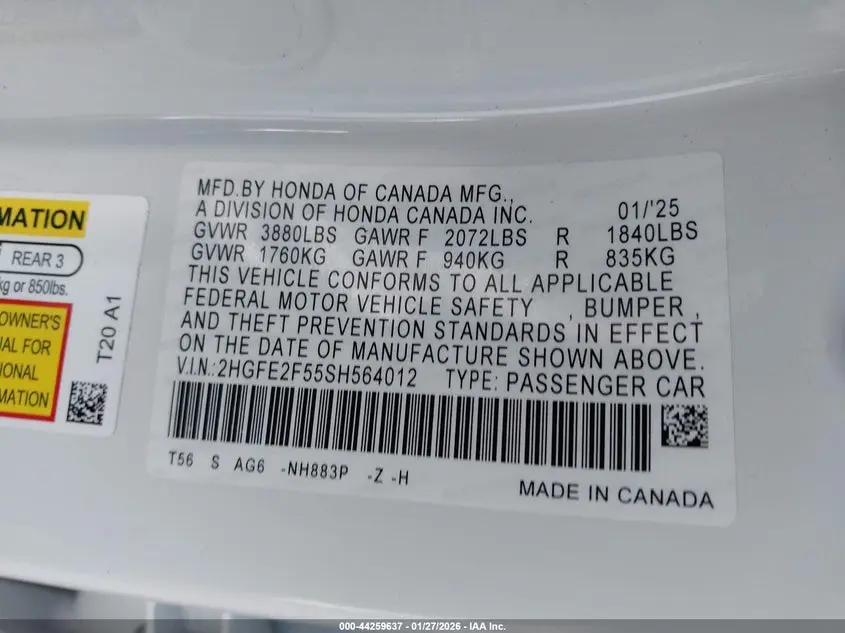 MATION
REAR 3
kg or 850lbs.
OWNER'S
UAL FOR
IONAL
MATION
T20 A1
MFD.BY HONDA OF CANADA MFG.,
A DIVISION OF HONDA CANADA INC. 01/'25
GVWR 3880LBS GAWR F 2072LBS R 1840LBS
GVWR 1760KG GAWR F 940KG R 835KG
THIS VEHICLE CONFORMS TO ALL APPLICABLE
FEDERAL MOTOR VEHICLE SAFETY , BUMPER ,
AND THEFT PREVENTION STANDARDS IN EFFECT
ON THE DATE OF MANUFACTURE SHOWN ABOVE.
V.I.N.:2HGFE2F55SH564012 TYPE: PASSENGER CAR
T56 S AG6 -NH883P -Z -H
MADE IN CANADA
000-44259637 - 01/27/2026 - IAA Inc.